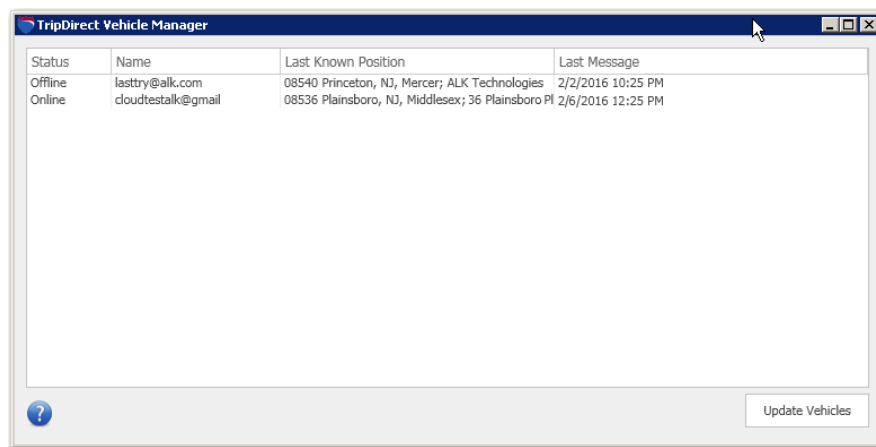 TripDirect Vehicle Manager
Status Name Last Known Position Last Message
Offline lasttry@alk.com 08540 Princeton, NJ, Mercer; ALK Technologies 2/2/2016 10:25 PM
Online cloudtestalk@gmail 08536 Plainsboro, NJ, Middlesex; 36 Plainsboro Pl 2/6/2016 12:25 PM
? Update Vehicles